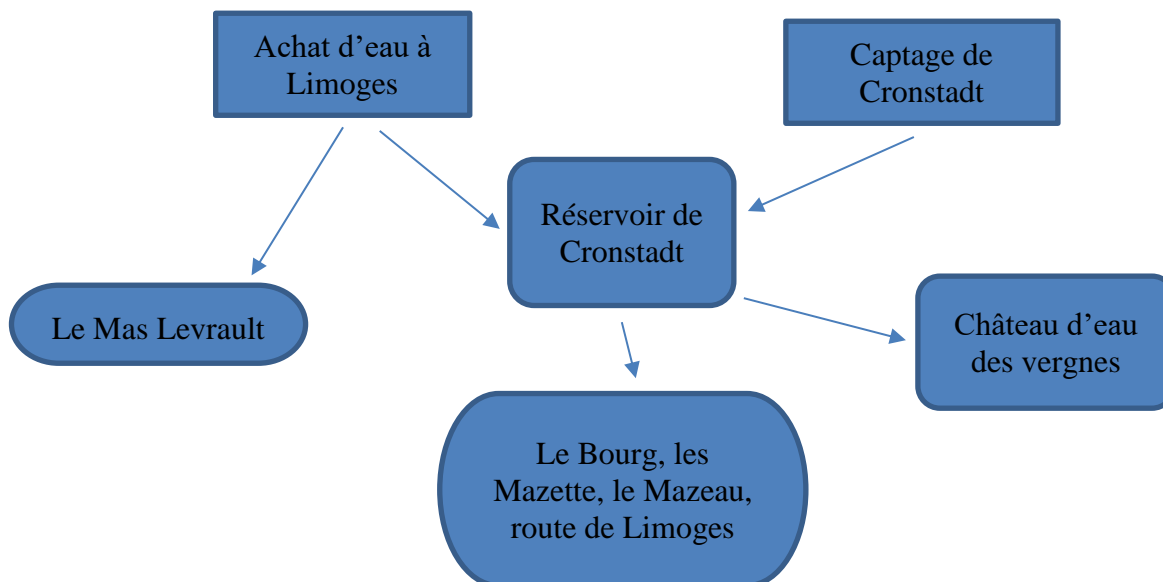 Achat d’eau à
Limoges
Captage de
Cronstadt
Réservoir de
Cronstadt
Le Mas Levrault
Château d’eau
des vergnes
Le Bourg, les
Mazette, le Mazeau,
route de Limoges